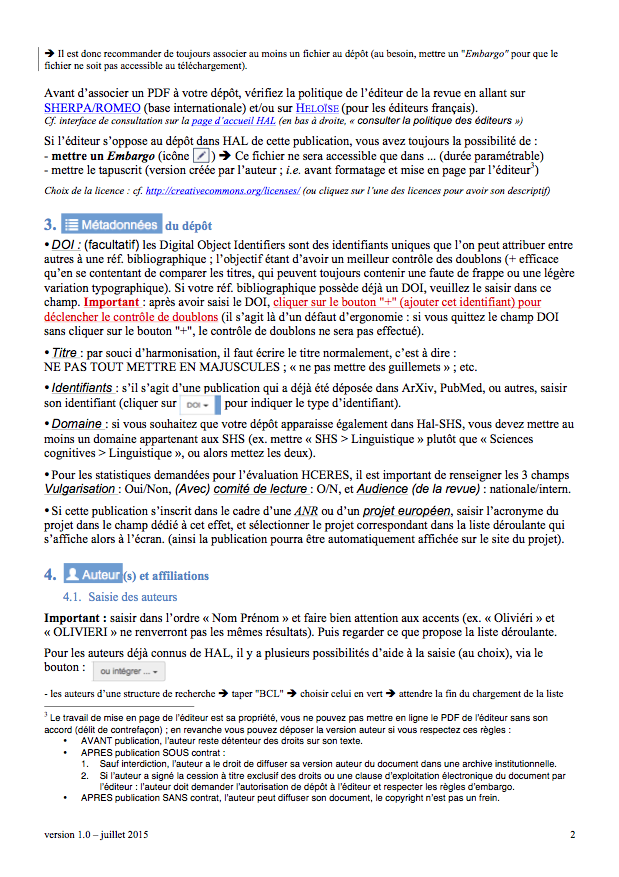 ➔ Il est donc recommander de toujours associer au moins un fichier au dépôt (au besoin, mettre un "Embargo" pour que le
fichier ne soit pas accessible au téléchargement).
Avant d'associer un PDF à votre dépôt, vérifiez la politique de l'éditeur de la revue en allant sur
SHERPA/ROMEO (base internationale) et/ou sur HELOÏSE (pour les éditeurs français).
Cf. interface de consultation sur la page d'accueil HAL (en bas à droite, « consulter la politique des éditeurs »)
Si l'éditeur s'oppose au dépôt dans HAL de cette publication, vous avez toujours la possibilité de :
- mettre un Embargo (icône ) ➔ Ce fichier ne sera accessible que dans ... (durée paramétrable)
- mettre le tapuscrit (version créée par l'auteur ; i.e. avant formatage et mise en page par l'éditeur3)
Choix de la licence : cf. http://creativecommons.org/licenses/ (ou cliquez sur l'une des licences pour avoir son descriptif)
3. Métadonnées du dépôt
• DOI : (facultatif) les Digital Object Identifiers sont des identifiants uniques que l'on peut attribuer entre
autres à une réf. bibliographique ; l'objectif étant d'avoir un meilleur contrôle des doublons (+ efficace
qu'en se contentant de comparer les titres, qui peuvent toujours contenir une faute de frappe ou une légère
variation typographique). Si votre réf. bibliographique possède déjà un DOI, veuillez le saisir dans ce
champ. Important : après avoir saisi le DOI, cliquer sur le bouton "+" (ajouter cet identifiant) pour
déclencher le contrôle de doublons (il s'agit là d'un défaut d'ergonomie : si vous quittez le champ DOI
sans cliquer sur le bouton "+", le contrôle de doublons ne sera pas effectué).
• Titre : par souci d'harmonisation, il faut écrire le titre normalement, c'est à dire :
NE PAS TOUT METTRE EN MAJUSCULES ; « ne pas mettre des guillemets » ; etc.
• Identifiants : s'il s'agit d'une publication qui a déjà été déposée dans ArXiv, PubMed, ou autres, saisir
son identifiant (cliquer sur DOI pour indiquer le type d'identifiant).
• Domaine : si vous souhaitez que votre dépôt apparaisse également dans Hal-SHS, vous devez mettre au
moins un domaine appartenant aux SHS (ex. mettre « SHS > Linguistique » plutôt que « Sciences
cognitives > Linguistique », ou alors mettez les deux).
• Pour les statistiques demandées pour l'évaluation HCERES, il est important de renseigner les 3 champs
Vulgarisation : Oui/Non, (Avec) comité de lecture : O/N, et Audience (de la revue) : nationale/intern.
• Si cette publication s'inscrit dans le cadre d'une ANR ou d'un projet européen, saisir l'acronyme du
projet dans le champ dédié à cet effet, et sélectionner le projet correspondant dans la liste déroulante qui
s'affiche alors à l'écran. (ainsi la publication pourra être automatiquement affichée sur le site du projet).
4. Auteur(s) et affiliations
4.1. Saisie des auteurs
Important : saisir dans l'ordre « Nom Prénom » et faire bien attention aux accents (ex. « Oliviéri » et
« OLIVIERI » ne renverront pas les mêmes résultats). Puis regarder ce que propose la liste déroulante.
Pour les auteurs déjà connus de HAL, il y a plusieurs possibilités d'aide à la saisie (au choix), via le
bouton : ou intégrer ...
- les auteurs d'une structure de recherche ➔ taper "BCL" ➔ choisir celui en vert ➔ attendre la fin du chargement de la liste
3 Le travail de mise en page de l'éditeur est sa propriété, vous ne pouvez pas mettre en ligne le PDF de l'éditeur sans son
accord (délit de contrefaçon) ; en revanche vous pouvez déposer la version auteur si vous respectez ces règles :
• AVANT publication, l'auteur reste détenteur des droits sur son texte.
• APRES publication SOUS contrat :
1. Sauf interdiction, l'auteur a le droit de diffuser sa version auteur du document dans une archive institutionnelle.
2. Si l'auteur a signé la cession à titre exclusif des droits ou une clause d'exploitation électronique du document par
l'éditeur : l'auteur doit demander l'autorisation de dépôt à l'éditeur et respecter les règles d'embargo.
• APRES publication SANS contrat, l'auteur peut diffuser son document, le copyright n'est pas un frein.
version 1.0 – juillet 2015
2